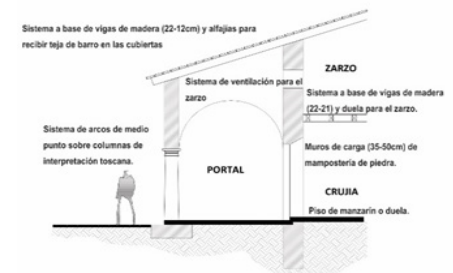 Sistema a base de vigas de madera (22-12cm) y alfajias para
recibir teja de barro en las cubiertas
ZARZO
Sistema de ventilación para el
zarzo
Sistema a base de vigas de madera
(22-21) y duela para el zarzo.
Sistema de arcos de medio
punto sobre columnas de
interpretación toscana.
Muros de carga (35-50cm) de
mampostería de piedra.
PORTAL
CRUJIA
Piso de manzarín o duela.